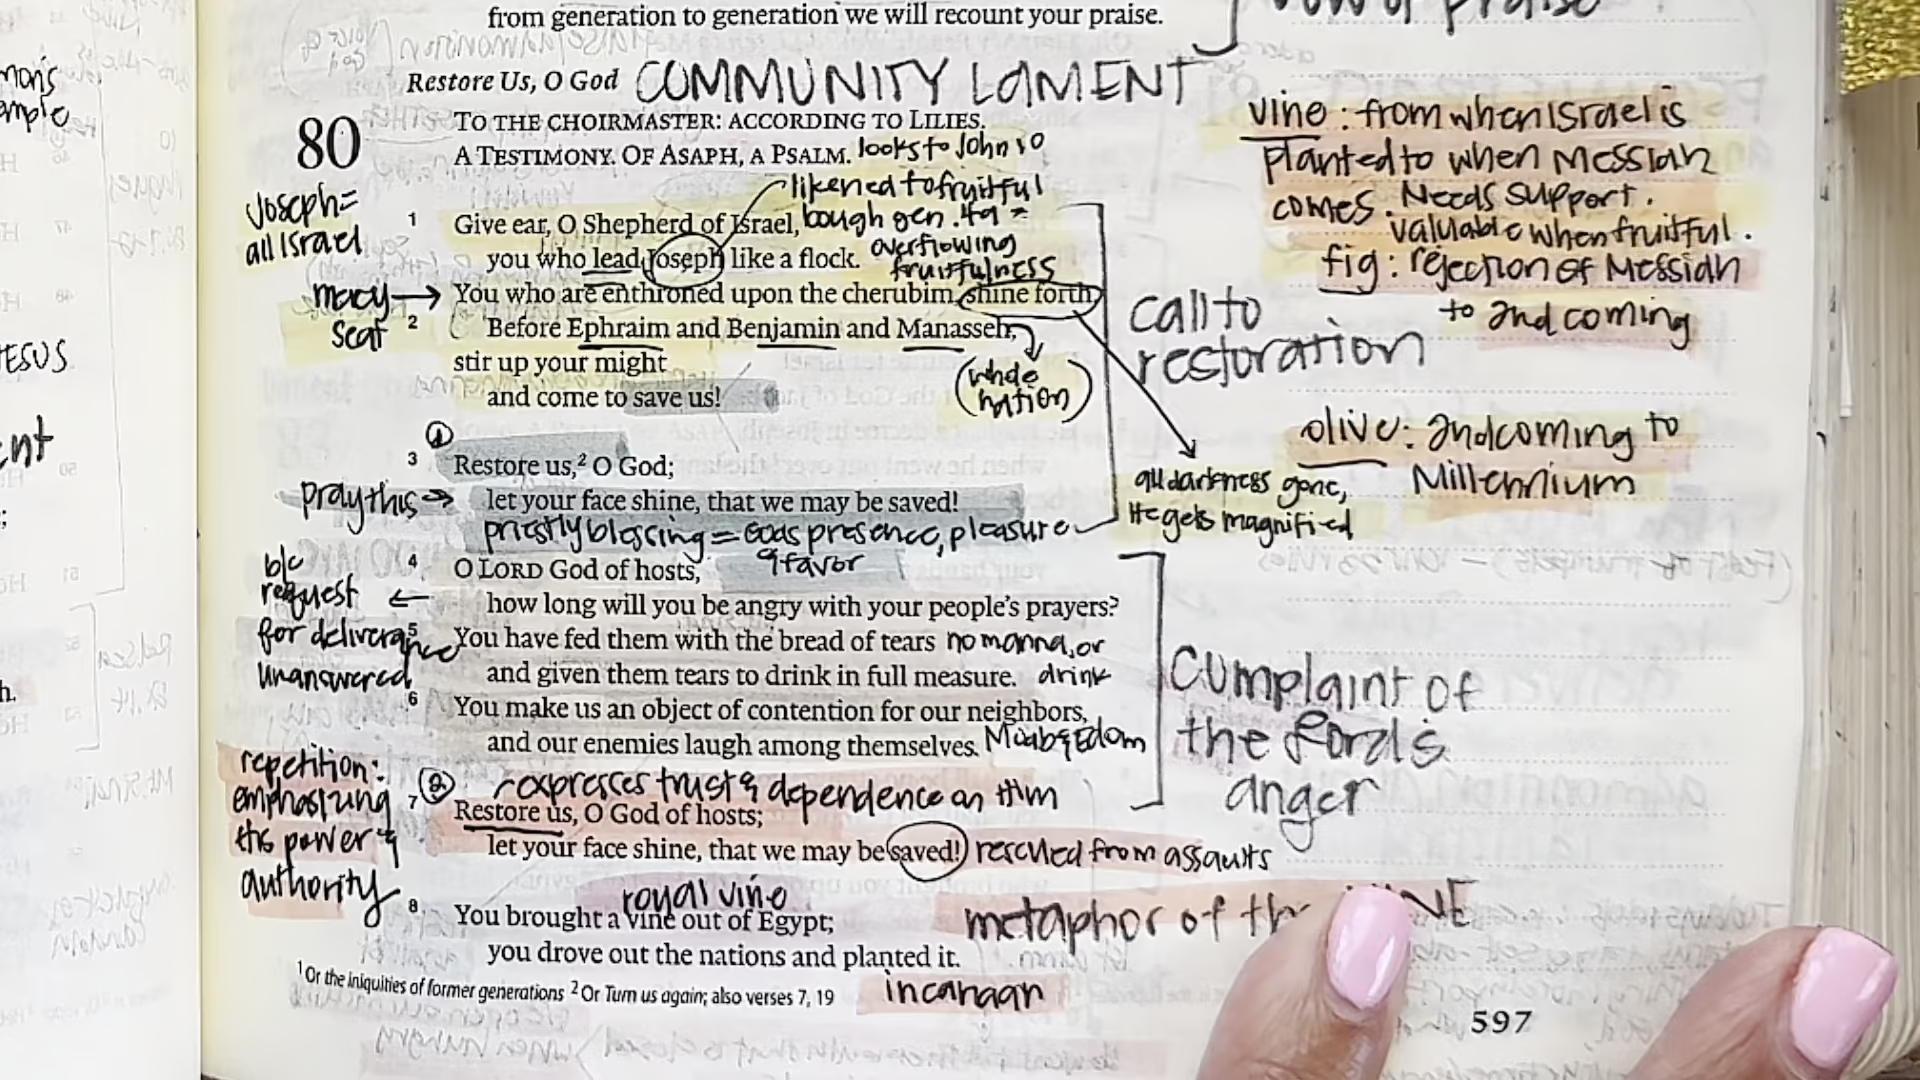 from generation to generation we will recount your praise.
Restore Us, O God COMMUNITY LAMENT
80
TO THE CHOIRMASTER: ACCORDING TO LILIES.
A TESTIMONY. OF ASAPH, A PSALM. looks to John 10
Joseph=
all Israel
likened to fruitful
1 Give ear, O Shepherd of Israel, bough gen. 49 =
overflowing
you who lead Joseph like a flock.
fruitfulness
mercy → You who are enthroned upon the cherubim, shine forth.
seat
2 Before Ephraim and Benjamin and Manasseh,
stir up your might
(whole
nation)
and come to save us!
call to
restoration
1
3 Restore us,² O God;
pray this → let your face shine, that we may be saved!
priestly blessing = Gods presence, pleasure
& favor
all darkness gone,
He gets magnified
b/c
request ←
for deliverance
unanswered
4 O LORD God of hosts,
how long will you be angry with your people's prayers?
5 You have fed them with the bread of tears no manna, or
and given them tears to drink in full measure. drink
6 You make us an object of contention for our neighbors,
and our enemies laugh among themselves. Moab & Edom
complaint of
the Lord's
anger
repetition:
emphasizing
His power &
authority
2 expresses trust & dependence on Him
7 Restore us, O God of hosts;
let your face shine, that we may be saved! rescued from assaults
royal vine
8 You brought a vine out of Egypt;
metaphor of
you drove out the nations and planted it.
in canaan
1 Or the iniquities of former generations 2 Or Turn us again; also verses 7, 19
of praise
vine: from when Israel is
planted to when Messiah
comes. Needs support.
valuable when fruitful.
fig: rejection of Messiah
to 2nd coming
olive: 2nd coming to
Millennium
597